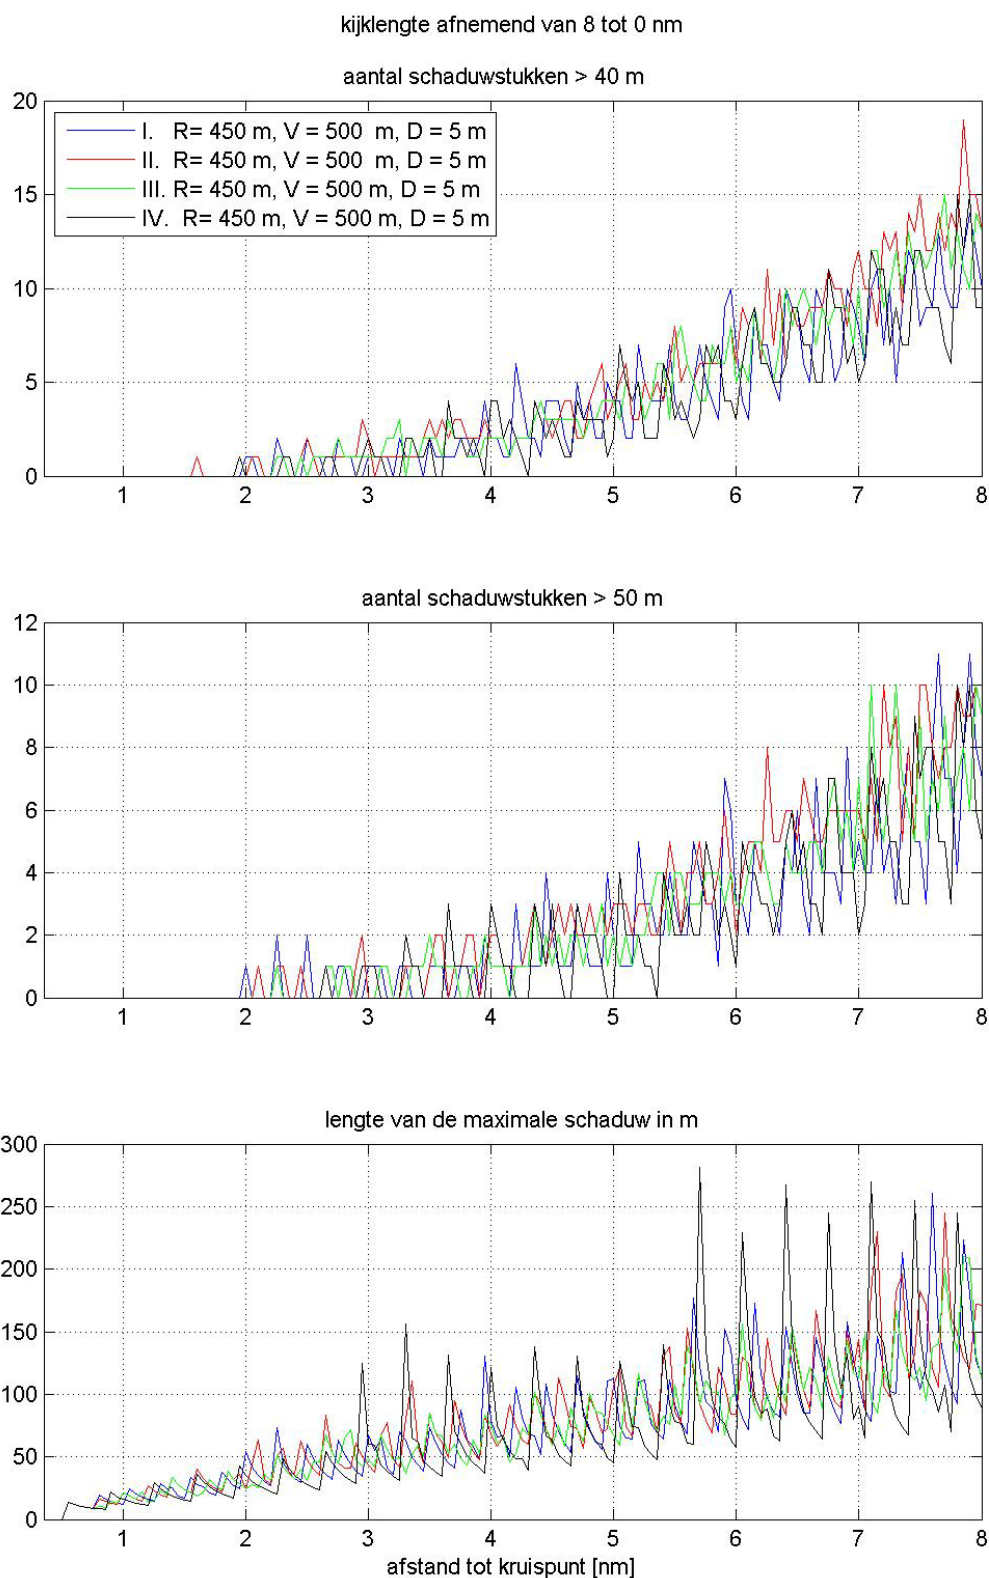 kijklengte afnemend van 8 tot 0 nm
aantal schaduwstukken > 40 m
20
15
10
5
0
I. R= 450 m, V = 500 m, D = 5 m
II. R= 450 m, V = 500 m, D = 5 m
III. R= 450 m, V = 500 m, D = 5 m
IV. R= 450 m, V = 500 m, D = 5 m
1 2 3 4 5 6 7 8
aantal schaduwstukken > 50 m
12
10
8
6
4
2
0
1 2 3 4 5 6 7 8
lengte van de maximale schaduw in m
300
250
200
150
100
50
0
1 2 3 4 5 6 7 8
afstand tot kruispunt [nm]